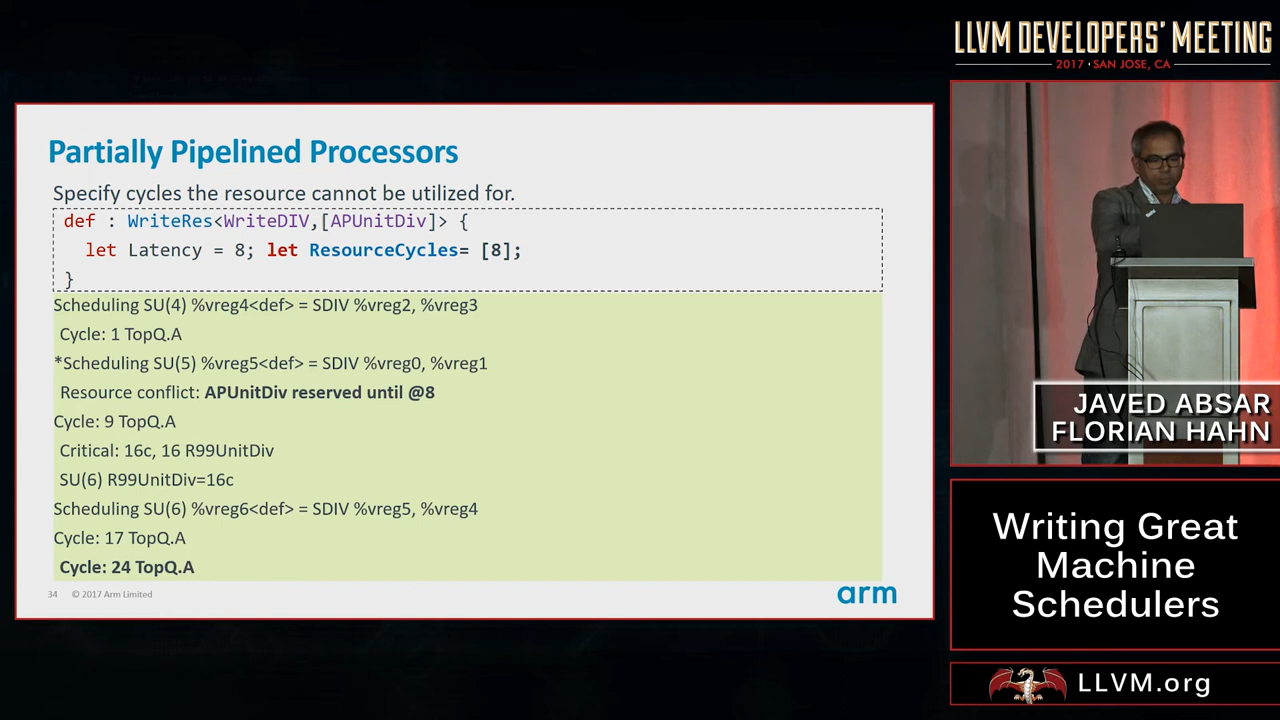 LLVM DEVELOPERS' MEETING
2017 • SAN JOSE, CA
Partially Pipelined Processors
Specify cycles the resource cannot be utilized for.
def : WriteRes<WriteDIV,[APUnitDiv]> {
let Latency = 8; let ResourceCycles= [8];
}
Scheduling SU(4) %vreg4<def> = SDIV %vreg2, %vreg3
Cycle: 1 TopQ.A
*Scheduling SU(5) %vreg5<def> = SDIV %vreg0, %vreg1
Resource conflict: APUnitDiv reserved until @8
Cycle: 9 TopQ.A
Critical: 16c, 16 R99UnitDiv
SU(6) R99UnitDiv=16c
Scheduling SU(6) %vreg6<def> = SDIV %vreg5, %vreg4
Cycle: 17 TopQ.A
Cycle: 24 TopQ.A
34 © 2017 Arm Limited
arm
JAVED ABSAR
FLORIAN HAHN
Writing Great
Machine
Schedulers
LLVM.org